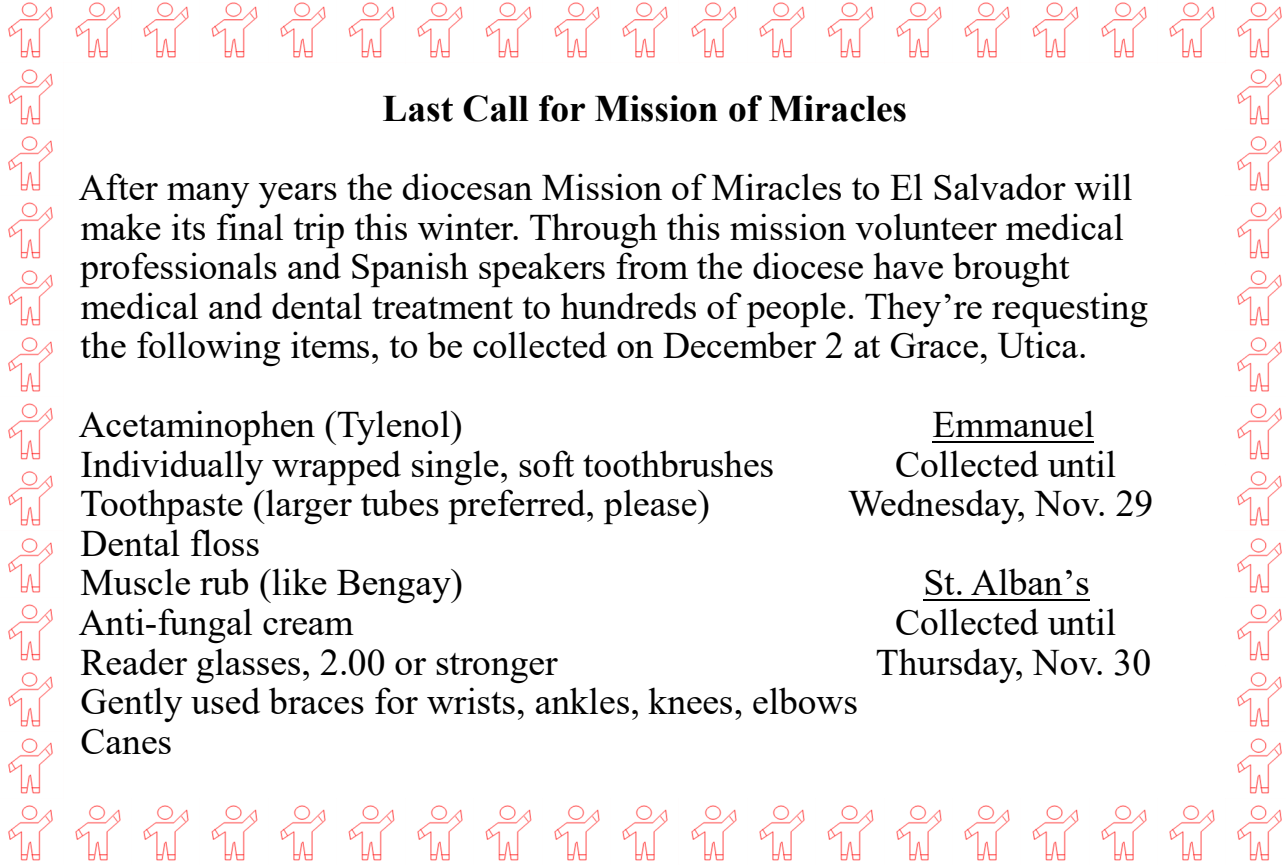 Last Call for Mission of Miracles
After many years the diocesan Mission of Miracles to El Salvador will
make its final trip this winter. Through this mission volunteer medical
professionals and Spanish speakers from the diocese have brought
medical and dental treatment to hundreds of people. They’re requesting
the following items, to be collected on December 2 at Grace, Utica.
Acetaminophen (Tylenol)
Individually wrapped single, soft toothbrushes
Toothpaste (larger tubes preferred, please)
Dental floss
Muscle rub (like Bengay)
Anti-fungal cream
Reader glasses, 2.00 or stronger
Gently used braces for wrists, ankles, knees, elbows
Canes
Emmanuel
Collected until
Wednesday, Nov. 29
St. Alban’s
Collected until
Thursday, Nov. 30